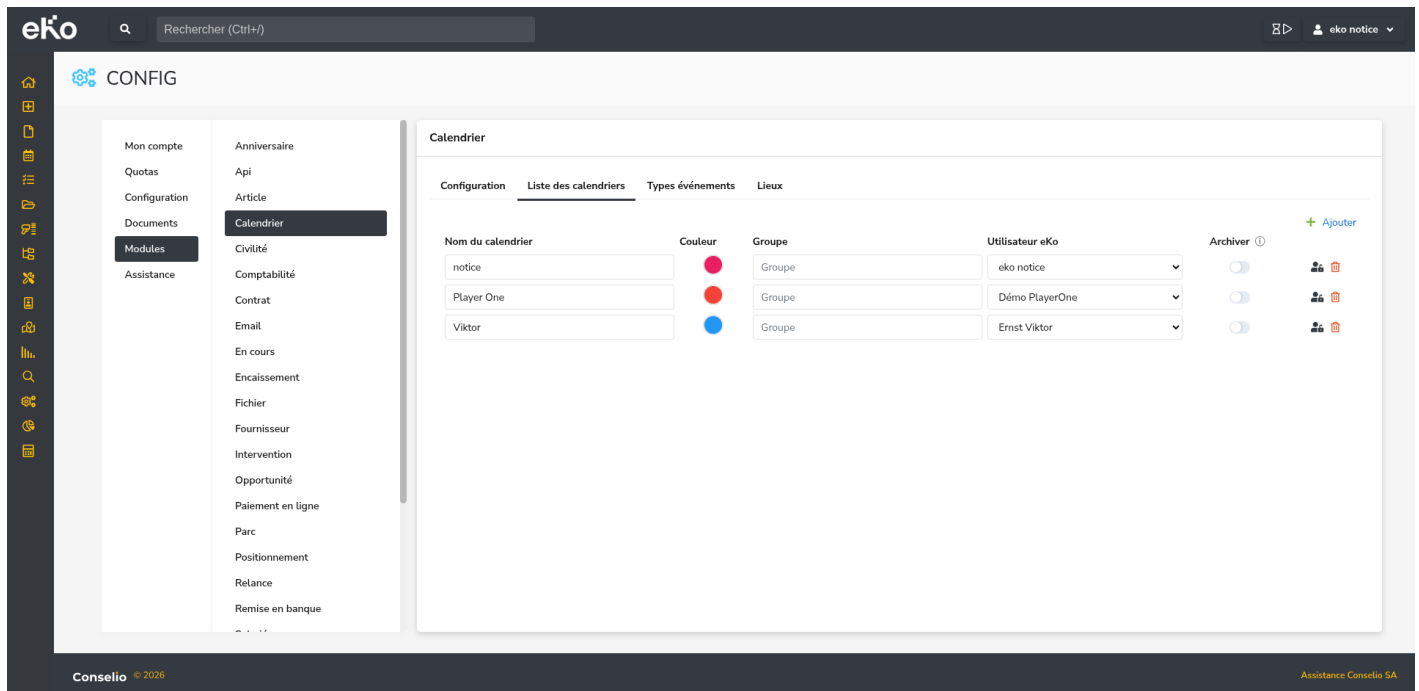 eko
Rechercher (Ctrl+/)
eko notice
CONFIG
Mon compte
Quotas
Configuration
Documents
Modules
Assistance
Anniversaire
Api
Article
Calendrier
Civilité
Comptabilité
Contrat
Email
En cours
Encaissement
Fichier
Fournisseur
Intervention
Opportunité
Paiement en ligne
Parc
Positionnement
Relance
Remise en banque
Calendrier
Configuration Liste des calendriers Types événements Lieux
+ Ajouter
Nom du calendrier Couleur Groupe Utilisateur eKo Archiver
notice Groupe eko notice
Player One Groupe Démo PlayerOne
Viktor Groupe Ernst Viktor
Conselio © 2026
Assistance Conselio SA